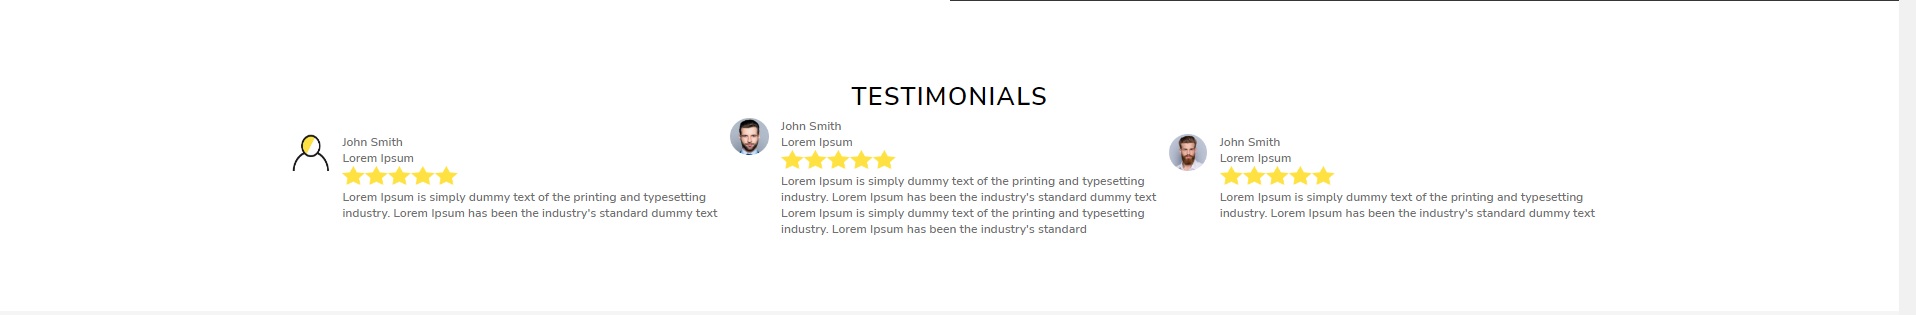 TESTIMONIALS
John Smith
Lorem Ipsum
Lorem Ipsum is simply dummy text of the printing and typesetting
industry. Lorem Ipsum has been the industry's standard dummy text
John Smith
Lorem Ipsum
Lorem Ipsum is simply dummy text of the printing and typesetting
industry. Lorem Ipsum has been the industry's standard dummy text
Lorem Ipsum is simply dummy text of the printing and typesetting
industry. Lorem Ipsum has been the industry's standard
John Smith
Lorem Ipsum
Lorem Ipsum is simply dummy text of the printing and typesetting
industry. Lorem Ipsum has been the industry's standard dummy text